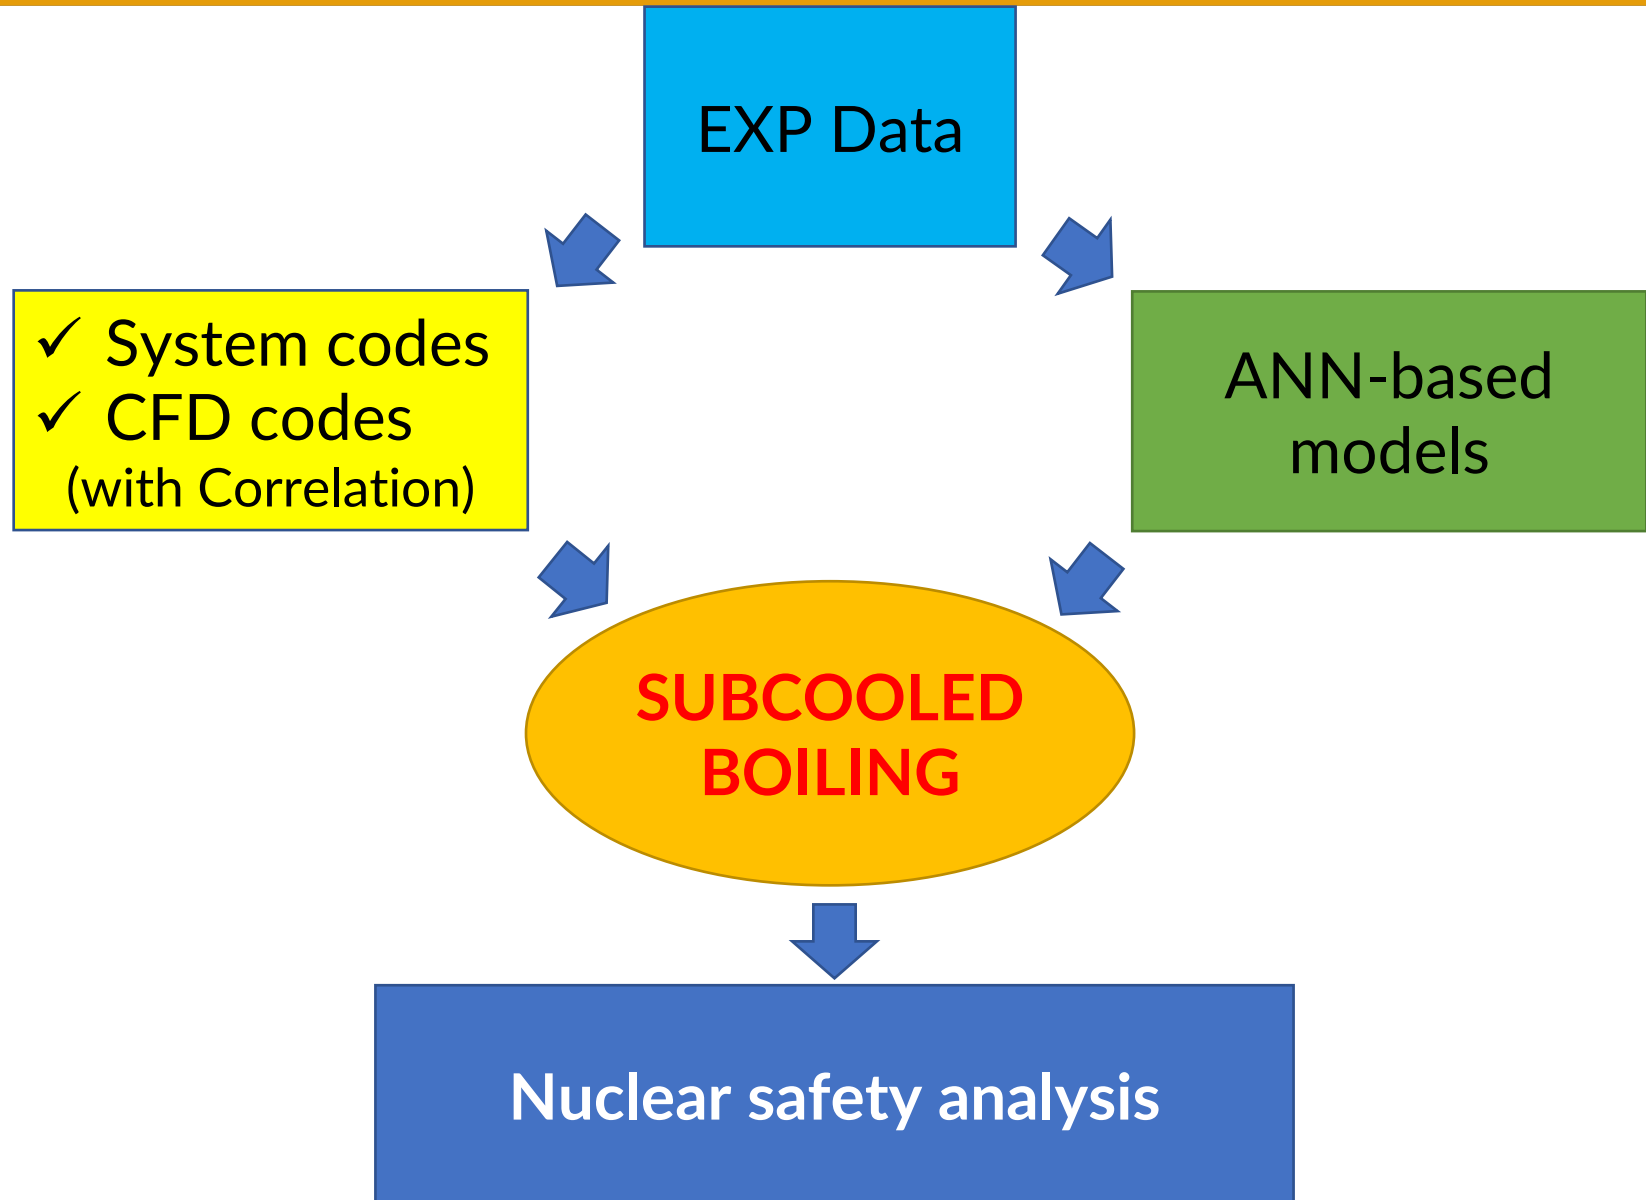 EXP Data
✓ System codes
✓ CFD codes
(with Correlation)
ANN-based
models
SUBCOOLED
BOILING
Nuclear safety analysis